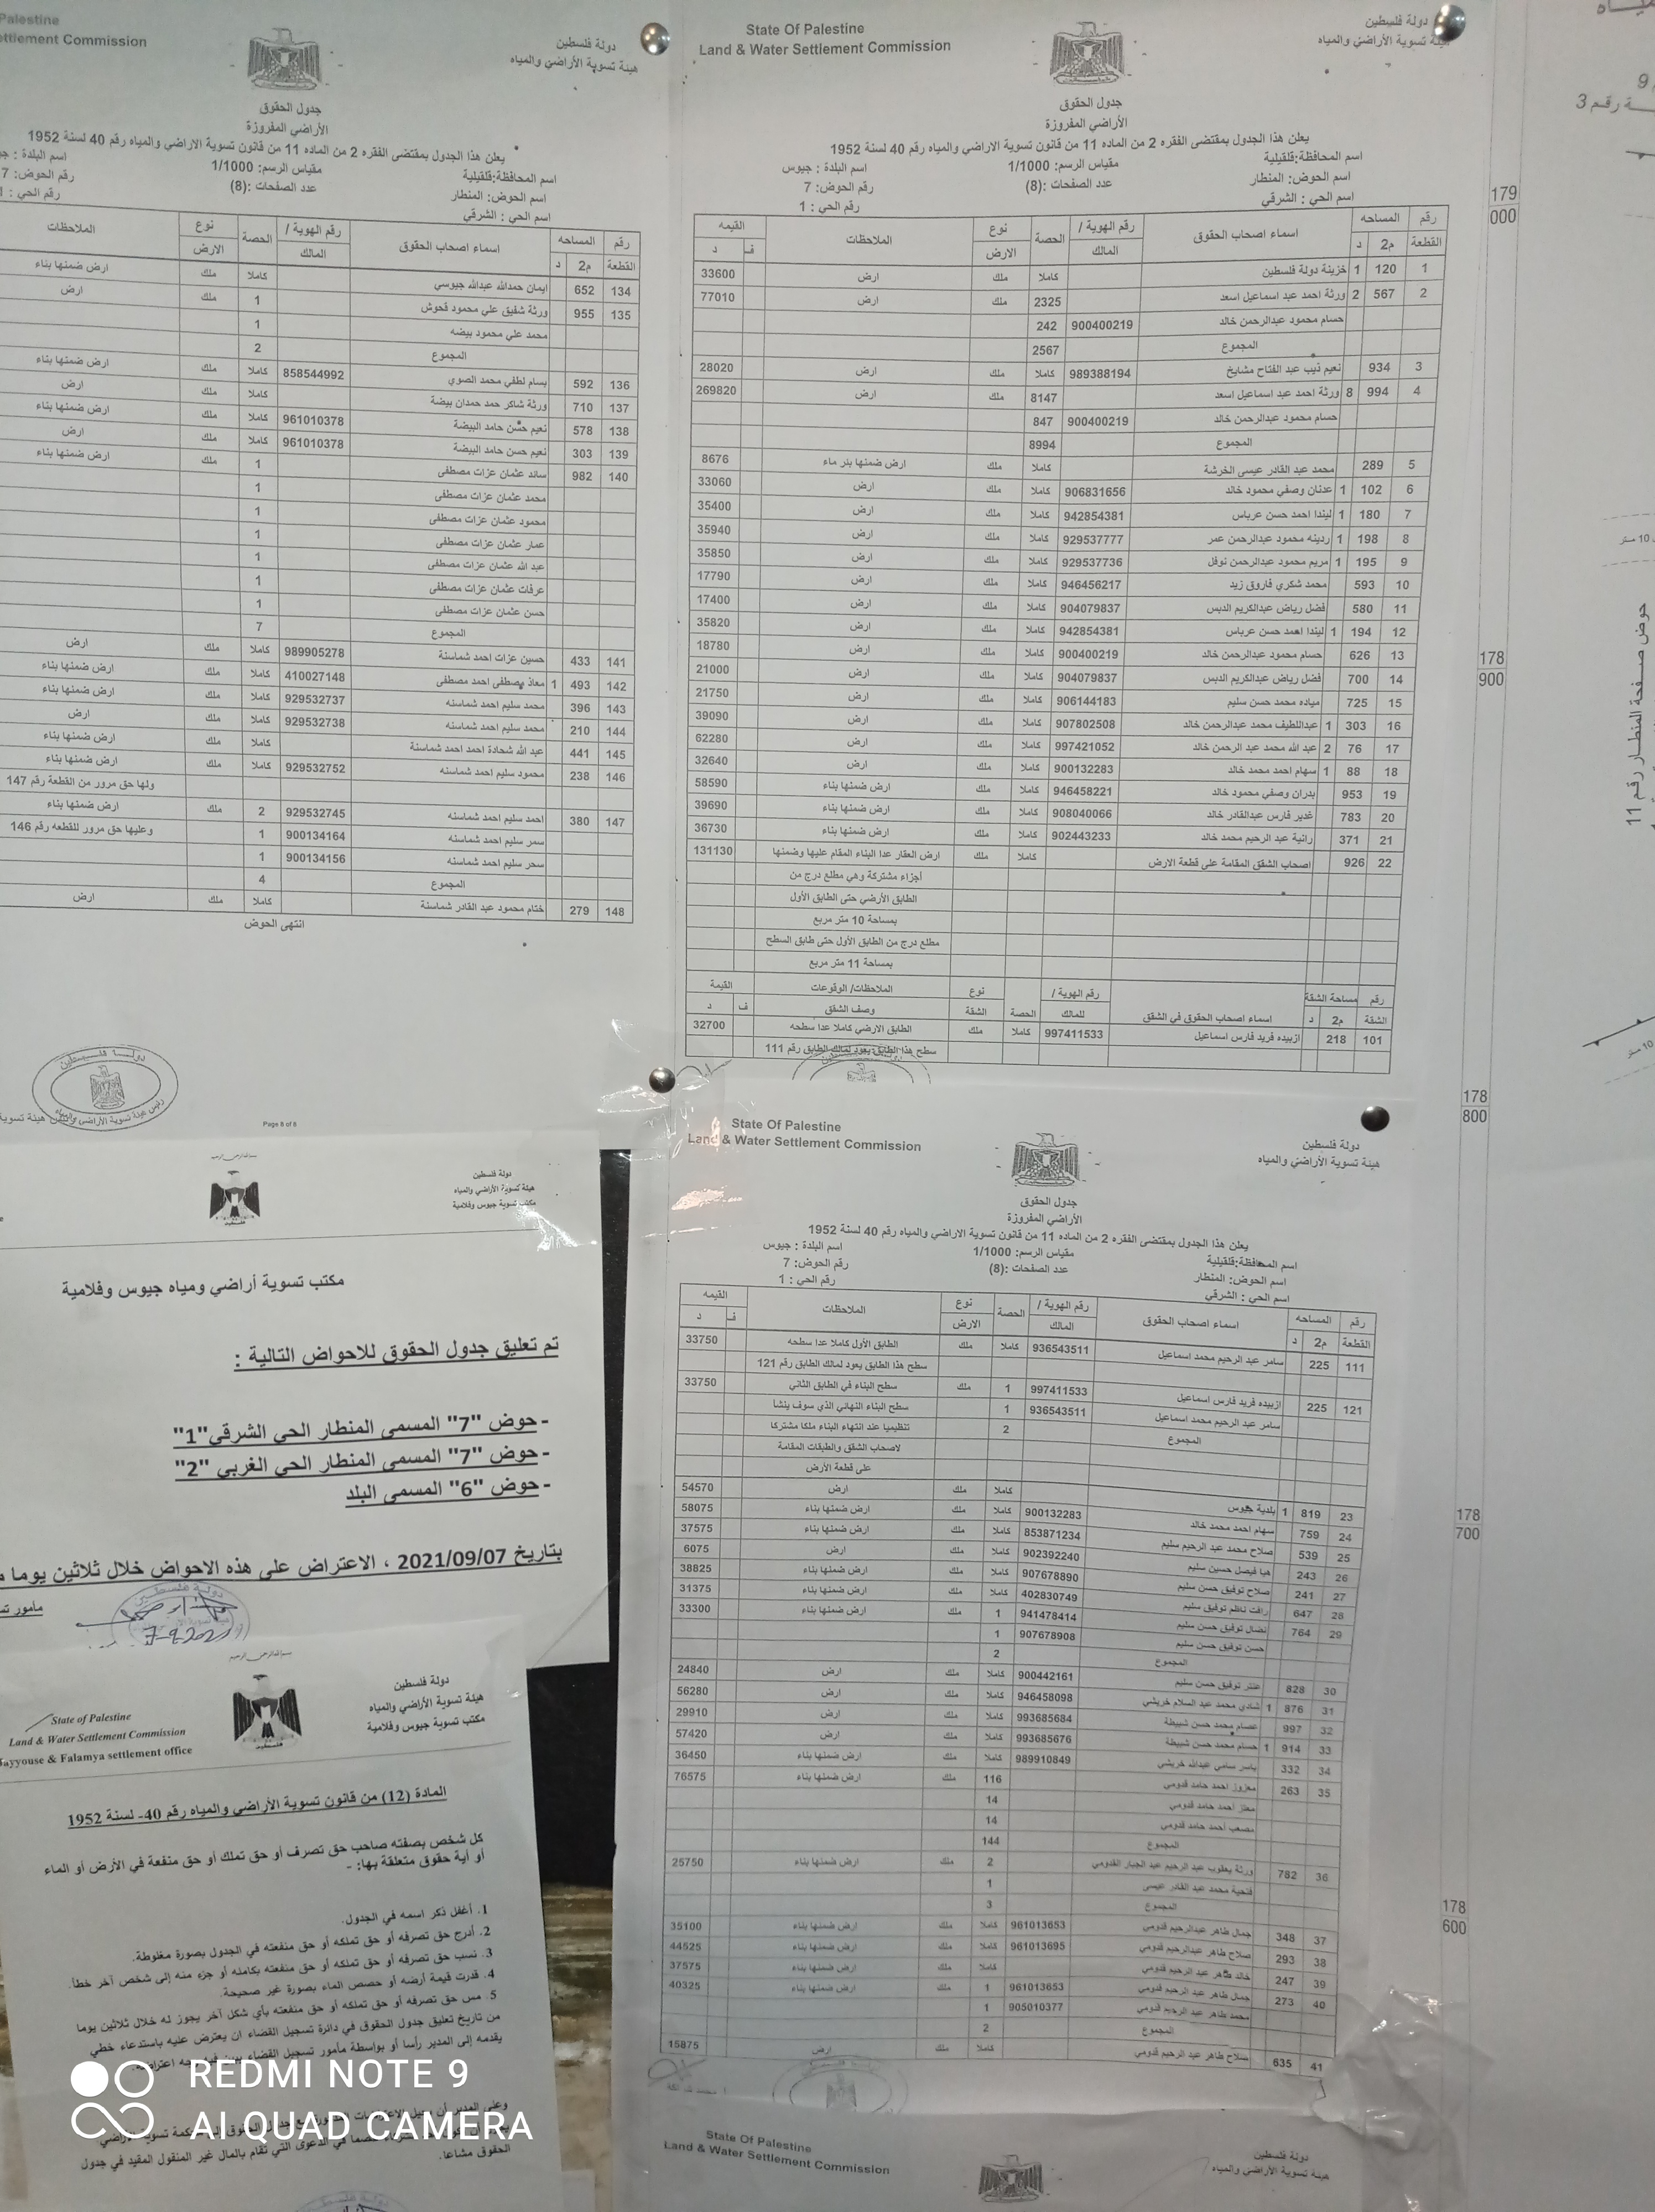 State Of Palestine
Land & Water Settlement Commission
دولة فلسطين
هيئة تسوية الأراضي والمياه
جدول الحقوق
الأراضي المفروزة
يعلن هذا الجدول بمقتضى الفقره 2 من الماده 11 من قانون تسوية الاراضي والمياه رقم 40 لسنة 1952
اسم المحافظة:قلقيلية مقياس الرسم: 1/1000 اسم البلدة : جيوس
اسم الحوض: المنطار عدد الصفحات :(8) رقم الحوض: 7
اسم الحي : الشرقي رقم الحي : 1
رقم القطعة المساحه م2 د اسماء اصحاب الحقوق رقم الهوية / المالك الحصة نوع الارض الملاحظات القيمه ف د
1 120 1 خزينة دولة فلسطين كاملا ملك ارض 33600
2 567 2 ورثة احمد عبد اسماعيل اسعد 2325 ملك ارض 77010
حسام محمود عبدالرحمن خالد 900400219 242
المجموع 2567
3 934 نعيم ذيب عبد الفتاح مشايخ 989388194 كاملا ملك ارض 28020
4 994 8 ورثة احمد عبد اسماعيل اسعد 8147 ملك ارض 269820
حسام محمود عبدالرحمن خالد 900400219 847
المجموع 8994
5 289 محمد عبد القادر عيسى الخرشة كاملا ملك ارض ضمنها بئر ماء 8676
6 102 1 عدنان وصفي محمود خالد 906831656 كاملا ملك ارض 33060
7 180 1 ليندا احمد حسن عرباس 942854381 كاملا ملك ارض 35400
8 198 1 ردينه محمود عبدالرحمن عمر 929537777 كاملا ملك ارض 35940
9 195 1 مريم محمود عبدالرحمن نوفل 929537736 كاملا ملك ارض 35850
10 593 محمد شكري فاروق زيد 946456217 كاملا ملك ارض 17790
11 580 فضل رياض عبدالكريم الدبس 904079837 كاملا ملك ارض 17400
12 194 1 ليندا احمد حسن عرباس 942854381 كاملا ملك ارض 35820
13 626 حسام محمود عبدالرحمن خالد 900400219 كاملا ملك ارض 18780
14 700 فضل رياض عبدالكريم الدبس 904079837 كاملا ملك ارض 21000
15 725 مياده محمد حسن سليم 906144183 كاملا ملك ارض 21750
16 303 1 عبداللطيف محمد عبدالرحمن خالد 907802508 كاملا ملك ارض 39090
17 76 2 عبد الله محمد عبد الرحمن خالد 997421052 كاملا ملك ارض 62280
18 88 1 سهام احمد محمد خالد 900132283 كاملا ملك ارض 32640
19 953 بدران وصفي محمود خالد 946458221 كاملا ملك ارض ضمنها بناء 58590
20 783 غدير فارس عبدالقادر خالد 908040066 كاملا ملك ارض ضمنها بناء 39690
21 371 رانية عبد الرحيم محمد خالد 902443233 كاملا ملك ارض ضمنها بناء 36730
22 926 اصحاب الشقق المقامة على قطعة الارض كاملا ملك ارض العقار عدا البناء المقام عليها وضمنها 131130
أجزاء مشتركة وهي مطلع درج من
الطابق الأرضي حتى الطابق الأول
بمساحة 10 متر مربع
مطلع درج من الطابق الأول حتى طابق السطح
بمساحة 11 متر مربع
رقم الشقة مساحة الشقة م2 د اسماء اصحاب الحقوق في الشقق رقم الهوية / للمالك الحصة نوع الشقة الملاحظات/ الوقوعات وصف الشقق القيمة ف د
101 218 ازبيده فريد فارس اسماعيل 997411533 كاملا ملك الطابق الارضي كاملا عدا سطحه 32700
سطح هذا الطابق يعود لمالك الطابق رقم 111
Palestine
Settlement Commission
دولة فلسطين
هيئة تسوية الأراضي والمياه
جدول الحقوق
الأراضي المفروزة
يعلن هذا الجدول بمقتضى الفقره 2 من الماده 11 من قانون تسوية الاراضي والمياه رقم 40 لسنة 1952
اسم المحافظة:قلقيلية مقياس الرسم: 1/1000 اسم البلدة :
اسم الحوض: المنطار عدد الصفحات :(8) رقم الحوض: 7
اسم الحي : الشرقي رقم الحي :
رقم القطعة المساحه م2 د اسماء اصحاب الحقوق رقم الهوية / المالك الحصة نوع الارض الملاحظات
134 652 ايمان حمدالله عبدالله جيوسي كاملا ملك ارض ضمنها بناء
135 955 ورثة شفيق علي محمود قحوش 1 ملك ارض
محمد علي محمود بيضه 1
المجموع 2
136 592 بسام لطفي محمد الصوي 858544992 كاملا ملك ارض ضمنها بناء
137 710 ورثة شاكر حمد حمدان بيضة كاملا ملك ارض
138 578 نعيم حسن حامد البيضة 961010378 كاملا ملك ارض ضمنها بناء
139 303 نعيم حسن حامد البيضة 961010378 كاملا ملك ارض
140 982 سائد عثمان عزات مصطفى 1 ملك ارض ضمنها بناء
محمد عثمان عزات مصطفى 1
محمود عثمان عزات مصطفى 1
عمار عثمان عزات مصطفى 1
عبد الله عثمان عزات مصطفى 1
عرفات عثمان عزات مصطفى 1
حسن عثمان عزات مصطفى 1
المجموع 7
141 433 حسين عزات احمد شماسنة 989905278 كاملا ملك ارض
142 493 1 معاذ مصطفى احمد مصطفى 410027148 كاملا ملك ارض ضمنها بناء
143 396 محمد سليم احمد شماسنه 929532737 كاملا ملك ارض ضمنها بناء
144 210 محمد سليم احمد شماسنه 929532738 كاملا ملك ارض
145 441 عبد الله شحادة احمد احمد شماسنة كاملا ملك ارض ضمنها بناء
146 238 محمود سليم احمد شماسنه 929532752 كاملا ملك ارض ضمنها بناء
ولها حق مرور من القطعة رقم 147
147 380 احمد سليم احمد شماسنه 929532745 2 ملك ارض ضمنها بناء
سمر سليم احمد شماسنه 900134164 1 وعليها حق مرور للقطعه رقم 146
سحر سليم احمد شماسنه 900134156 1
المجموع 4
148 279 ختام محمود عبد القادر شماسنة كاملا ملك ارض
انتهى الحوض
Page 8 of 8
State Of Palestine
Land & Water Settlement Commission
دولة فلسطين
هيئة تسوية الأراضي والمياه
جدول الحقوق
الأراضي المفروزة
يعلن هذا الجدول بمقتضى الفقره 2 من الماده 11 من قانون تسوية الاراضي والمياه رقم 40 لسنة 1952
اسم المحافظة:قلقيلية مقياس الرسم: 1/1000 اسم البلدة : جيوس
اسم الحوض: المنطار عدد الصفحات :(8) رقم الحوض: 7
اسم الحي : الشرقي رقم الحي : 1
رقم القطعة المساحه م2 د اسماء اصحاب الحقوق رقم الهوية / المالك الحصة نوع الارض الملاحظات القيمه ف د
111 225 سامر عبد الرحيم محمد اسماعيل 936543511 كاملا ملك الطابق الأول كاملا عدا سطحه 33750
سطح هذا الطابق يعود لمالك الطابق رقم 121
121 225 ازبيده فريد فارس اسماعيل 997411533 1 ملك سطح البناء في الطابق الثاني 33750
سامر عبد الرحيم محمد اسماعيل 936543511 1 سطح البناء النهائي الذي سوف ينشأ
المجموع 2 تنظيميا عند انتهاء البناء ملكا مشتركا
لاصحاب الشقق والطبقات المقامة
على قطعة الأرض
23 819 1 بلدية جيوس كاملا ملك ارض 54570
24 759 سهام احمد محمد خالد 900132283 كاملا ملك ارض ضمنها بناء 58075
25 539 صلاح محمد عبد الرحيم سليم 853871234 كاملا ملك ارض ضمنها بناء 37575
26 243 هيا فيصل حسين سليم 902392240 كاملا ملك ارض 6075
27 241 صلاح توفيق حسن سليم 907678890 كاملا ملك ارض ضمنها بناء 38825
28 647 رافت ناظم توفيق سليم 402830749 كاملا ملك ارض ضمنها بناء 31375
29 764 نضال توفيق حسن سليم 941478414 1 ملك ارض ضمنها بناء 33300
حسن توفيق حسن سليم 907678908 1
المجموع 2
30 828 عنتر توفيق حسن سليم 900442161 كاملا ملك ارض 24840
31 876 1 شادي محمد عبد السلام خريشي 946458098 كاملا ملك ارض 56280
32 997 عصام محمد حسن شبيطة 993685684 كاملا ملك ارض 29910
33 914 1 حسام محمد حسن شبيطة 993685676 كاملا ملك ارض 57420
34 332 ياسر سامي عبدالله خريشي 989910849 كاملا ملك ارض ضمنها بناء 36450
35 263 معزوز احمد حامد قدومي 116 ملك ارض ضمنها بناء 76575
معتز أحمد حامد قدومي 14
مصعب أحمد حامد قدومي 14
المجموع 144
36 782 ورثة يعقوب عبد الرحيم عبد الجبار القدومي 2 ملك ارض ضمنها بناء 25750
فتحية محمد عبد القادر عيسى 1
المجموع 3
37 348 جمال طاهر عبدالرحيم قدومي 961013653 كاملا ملك ارض ضمنها بناء 35100
38 293 صلاح طاهر عبدالرحيم قدومي 961013695 كاملا ملك ارض ضمنها بناء 44525
39 247 خالد طاهر عبد الرحيم قدومي كاملا ملك ارض ضمنها بناء 37575
40 273 جمال طاهر عبد الرحيم قدومي 961013653 1 ملك ارض ضمنها بناء 40325
محمد طاهر عبد الرحيم قدومي 905010377 1
المجموع 2
41 635 صلاح طاهر عبد الرحيم قدومي كاملا ملك ارض 15875
State Of Palestine
Land & Water Settlement Commission
دولة فلسطين
هيئة تسوية الأراضي والمياه
دولة فلسطين
هيئة تسوية الأراضي والمياه
مكتب تسوية جيوس وفلامية
مكتب تسوية أراضي ومياه جيوس وفلامية
تم تعليق جدول الحقوق للاحواض التالية :
- حوض "7" المسمى المنطار الحي الشرقي"1"
- حوض "7" المسمى المنطار الحي الغربي "2"
- حوض "6" المسمى البلد
بتاريخ 2021/09/07 ، الاعتراض على هذه الاحواض خلال ثلاثين يوما
مأمور
7-9-2021
State of Palestine
Land & Water Settlement Commission
Jayyouse & Falamya settlement office
دولة فلسطين
هيئة تسوية الأراضي والمياه
مكتب تسوية جيوس وفلامية
المادة (12) من قانون تسوية الأراضي والمياه رقم 40- لسنة 1952
كل شخص بصفته صاحب حق تصرف أو حق تملك أو حق منفعة في الأرض أو الماء
أو أية حقوق متعلقة بها: -
1. أغفل ذكر اسمه في الجدول.
2. أدرج حق تصرفه أو حق تملكه أو حق منفعته في الجدول بصورة مغلوطة.
3. نسب حق تصرفه أو حق تملكه أو حق منفعته بكامله أو جزء منه إلى شخص آخر خطأ.
4. قدرت قيمة أرضه أو حصص الماء بصورة غير صحيحة.
5. مس حق تصرفه أو حق تملكه أو حق منفعته بأي شكل آخر يجوز له خلال ثلاثين يوما
من تاريخ تعليق جدول الحقوق في دائرة تسجيل القضاء ان يعترض عليه باستدعاء خطي
يقدمه إلى المدير رأسا أو بواسطة مأمور تسجيل القضاء
وعلى المدير أن
في الدعوى التي تقام بالمال غير المنقول المقيد في جدول
الحقوق مشاعا.
REDMI NOTE 9
AI QUAD CAMERA
179
000
178
900
178
800
178
700
178
600
حوض صفحة المنطار رقم 11
رقم 3
9
10 متر
10 متر